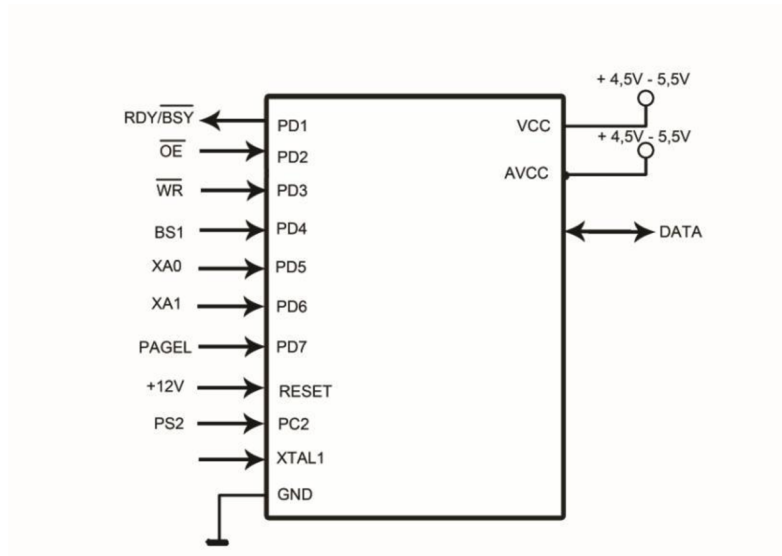 + 4,5V - 5,5V
RDY/BSY
PD1
VCC
+ 4,5V - 5,5V
OE
PD2
AVCC
WR
PD3
BS1
PD4
DATA
XA0
PD5
XA1
PD6
PAGEL
PD7
+12V
RESET
PS2
PC2
XTAL1
GND